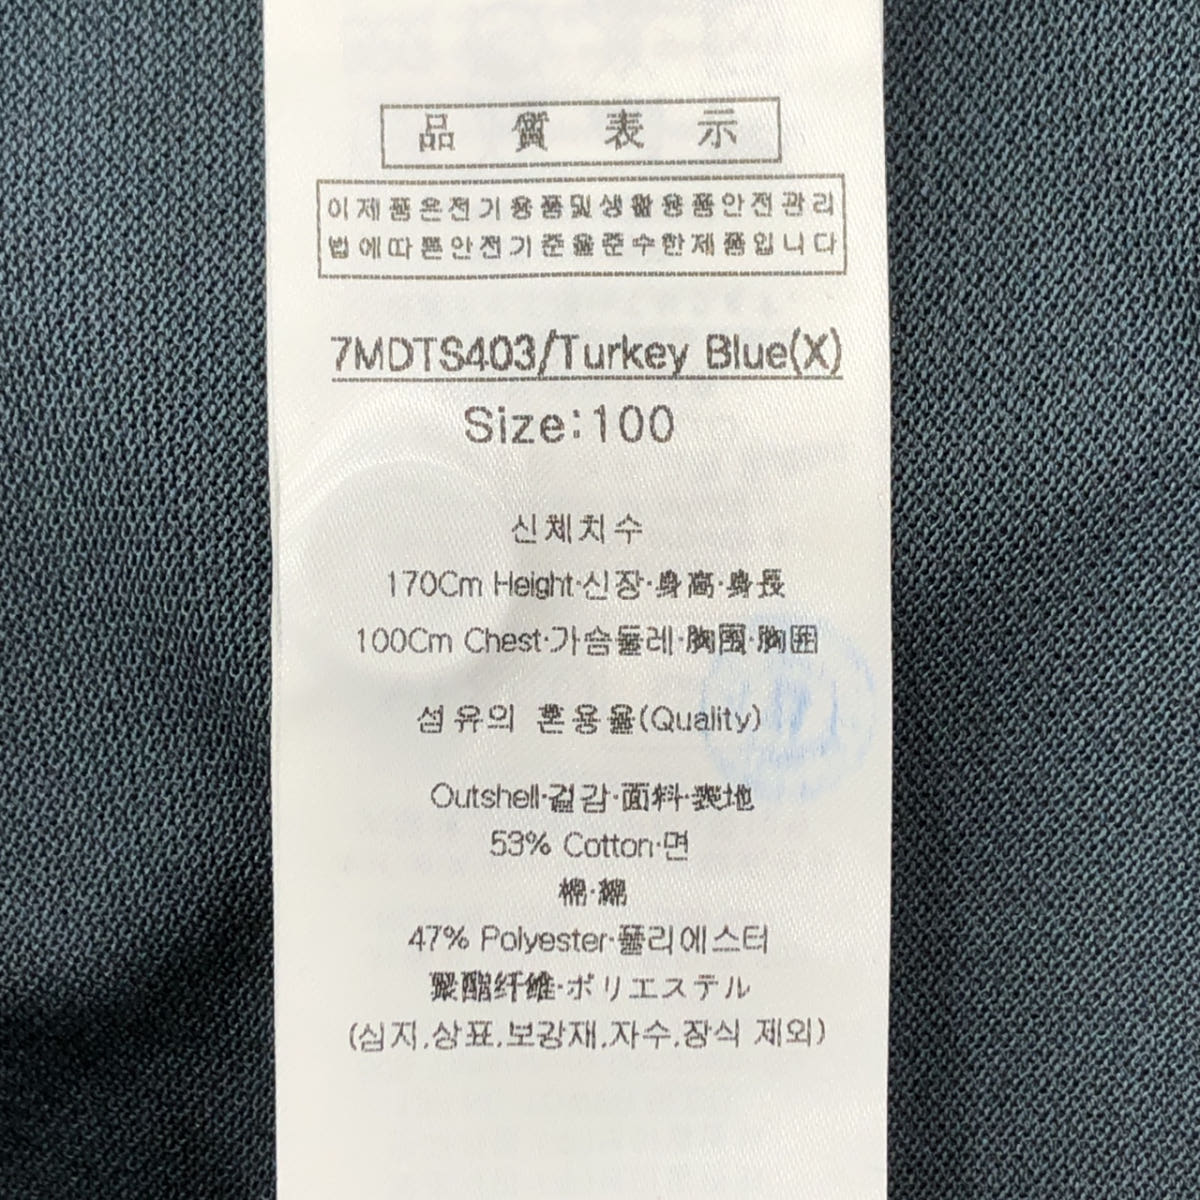 品質表示
이제품은전기용품및생활용품안전관리
법에따른안전기준을준수한제품입니다
7MDTS403/Turkey Blue(X)
Size:100
신체치수
170Cm Height·신장·身高·身長
100Cm Chest·가슴둘레·胸围·胸囲
섬유의 혼용율(Quality)
Outshell·겉감·面料·表地
53% Cotton·면
棉·綿
47% Polyester·폴리에스터
聚酯纤维·ポリエステル
(심지,상표,보강재,자수,장식 제외)